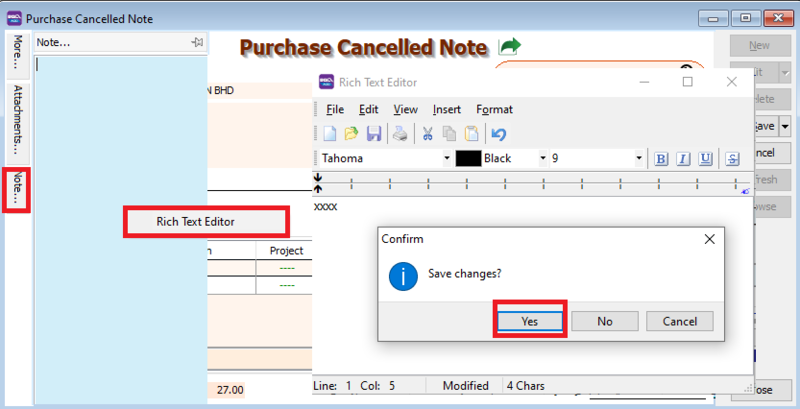 Purchase Cancelled Note
More...
Attachments...
Note...
Note...
Purchase Cancelled Note
N BHD
Rich Text Editor
Project
----
----
27.00
Rich Text Editor
File Edit View Insert Format
Tahoma Black 9 B I U S
xxxx
Confirm
Save changes?
Yes No Cancel
Line: 1 Col: 5 Modified 4 Chars
New
it
elete
ave
ncel
fresh
owse
ose